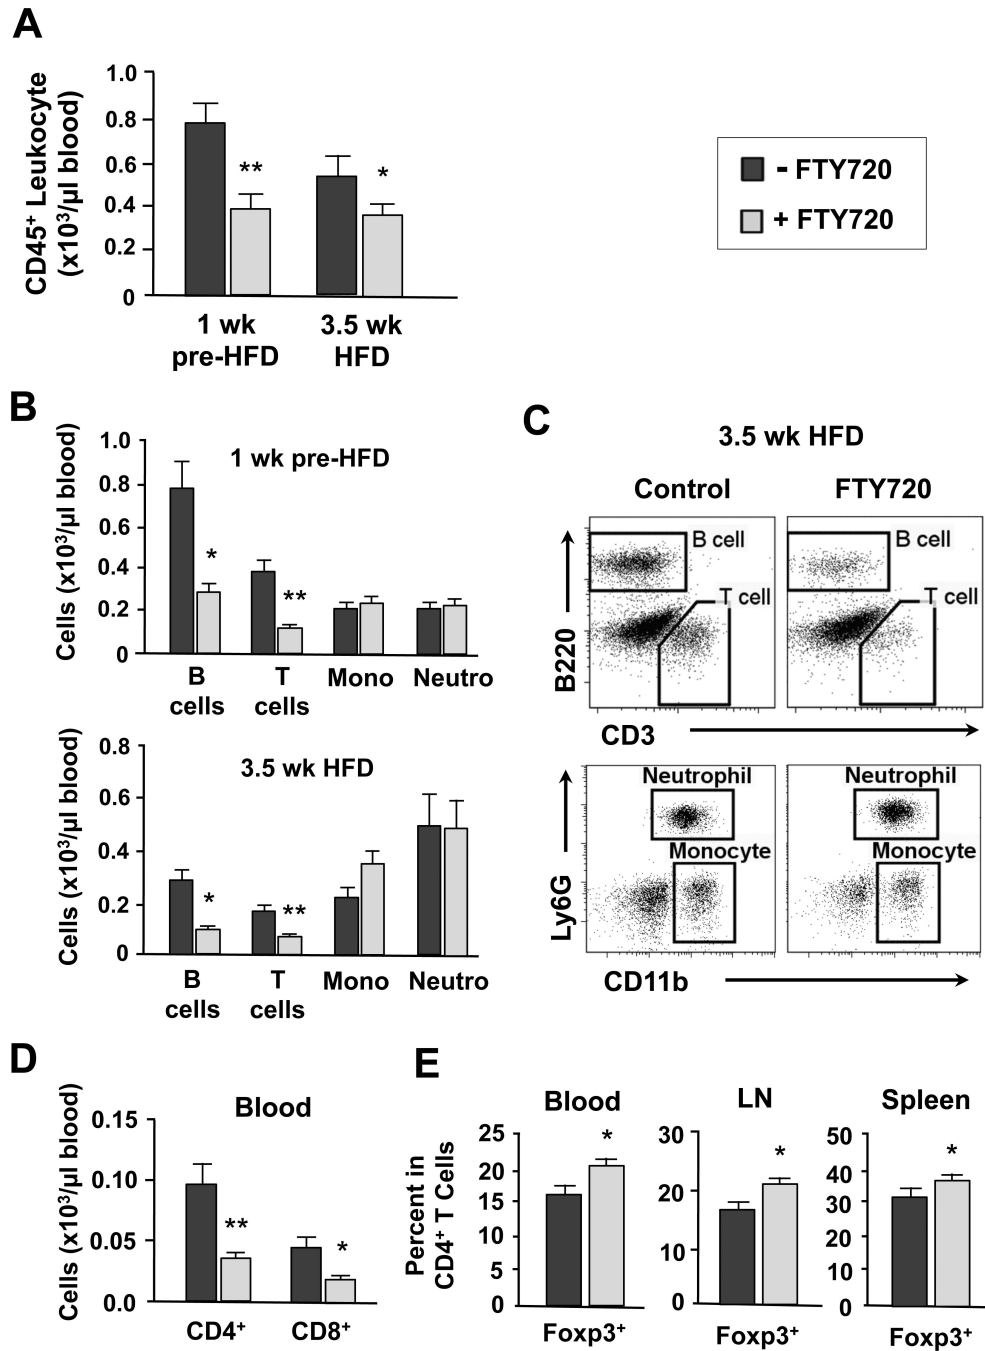 A
CD45⁺ Leukocyte
(x10³/µl blood)
1.0
0.8
0.6
0.4
0.2
0
**
*
1 wk
pre-HFD
3.5 wk
HFD
- FTY720
+ FTY720
B
Cells (x10³/µl blood)
1.0
0.8
0.6
0.4
0.2
0
1 wk pre-HFD
*
**
B
cells
T
cells
Mono
Neutro
Cells (x10³/µl blood)
0.8
0.6
0.4
0.2
0
3.5 wk HFD
*
**
B
cells
T
cells
Mono
Neutro
C
3.5 wk HFD
Control
FTY720
B cell
T cell
B cell
T cell
B220
CD3
Neutrophil
Monocyte
Neutrophil
Monocyte
Ly6G
CD11b
D
Blood
Cells (x10³/µl blood)
0.15
0.10
0.05
0.0
**
*
CD4⁺
CD8⁺
E
Percent in
CD4⁺ T Cells
Blood
25
20
15
10
5
0
*
Foxp3⁺
LN
30
20
10
0
*
Foxp3⁺
Spleen
50
40
30
20
10
0
*
Foxp3⁺